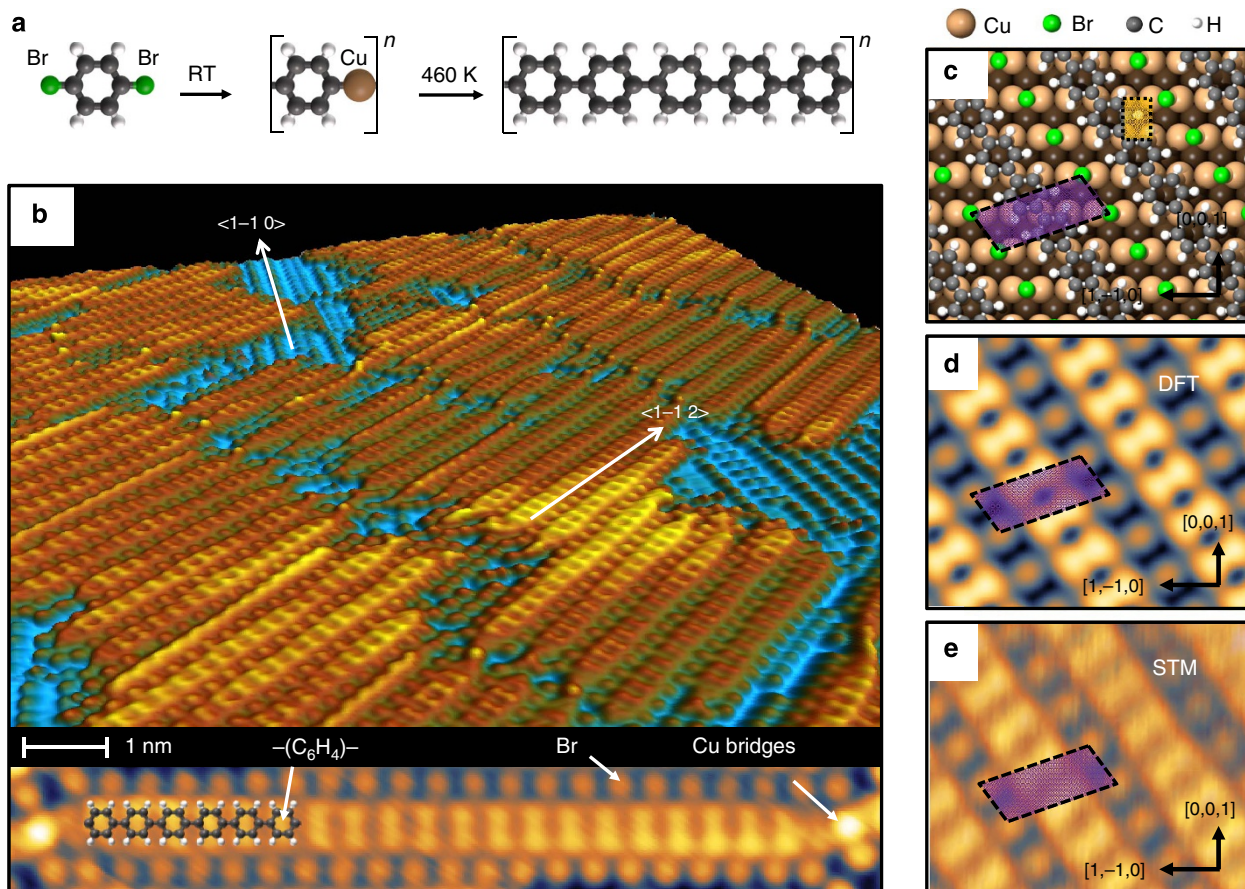 a
Br
Br
RT
Cu
n
460 K
n
Cu
Br
C
H
b
<1–1 0>
<1–1 2>
1 nm
–(C6H4)–
Br
Cu bridges
c
[0,0,1]
[1,–1,0]
d
DFT
[0,0,1]
[1,–1,0]
e
STM
[0,0,1]
[1,–1,0]